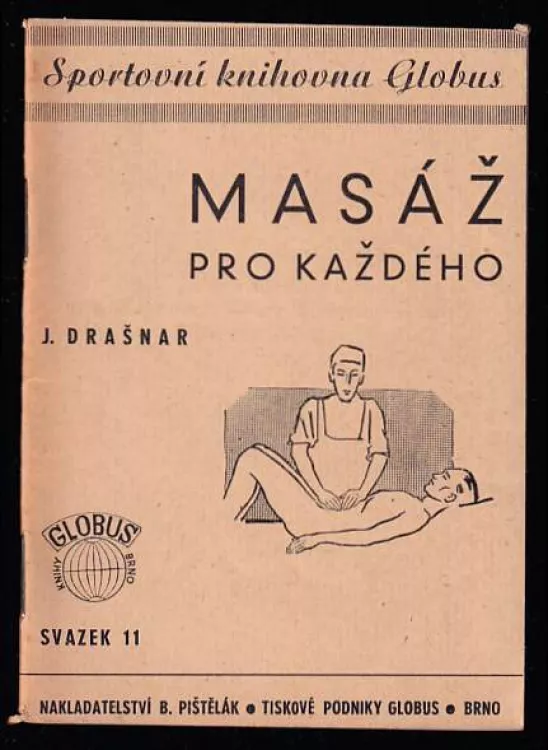 Sportovní knihovna Globus
MASÁŽ
PRO KAŽDÉHO
J. DRAŠNAR
GLOBUS
KNIHY
BRNO
SVAZEK 11
NAKLADATELSTVÍ B. PIŠTĚLÁK ● TISKOVÉ PODNIKY GLOBUS ● BRNO